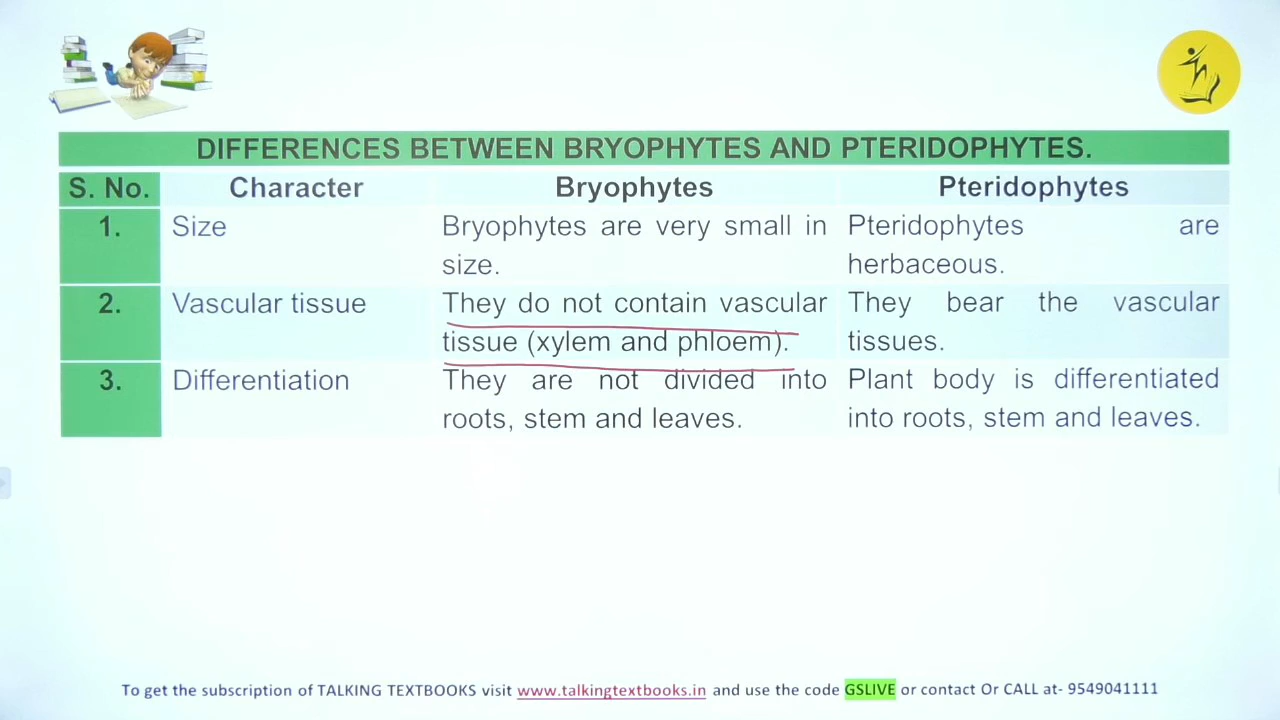 DIFFERENCES BETWEEN BRYOPHYTES AND PTERIDOPHYTES.
S. No. Character Bryophytes Pteridophytes
1. Size Bryophytes are very small in Pteridophytes are
size. herbaceous.
2. Vascular tissue They do not contain vascular They bear the vascular
tissue (xylem and phloem). tissues.
3. Differentiation They are not divided into Plant body is differentiated
roots, stem and leaves. into roots, stem and leaves.
To get the subscription of TALKING TEXTBOOKS visit www.talkingtextbooks.in and use the code GSLIVE or contact Or CALL at- 9549041111